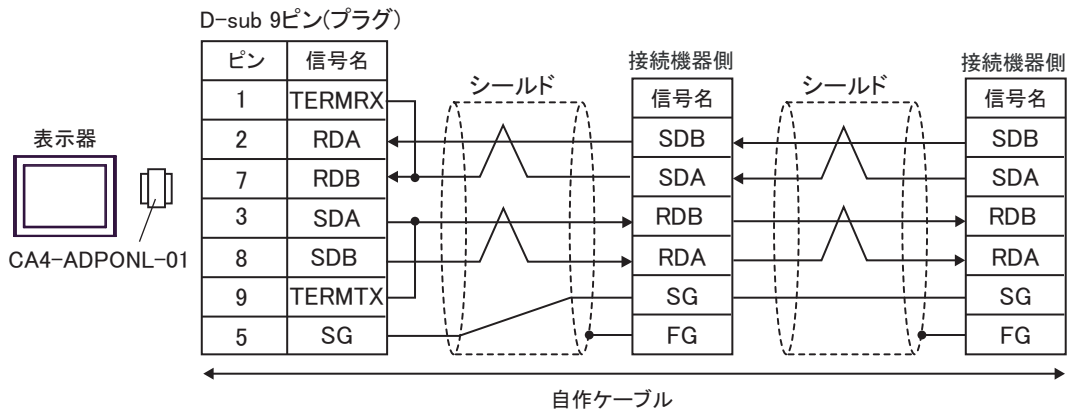 D-sub 9ピン(プラグ)
ピン 信号名
1 TERMRX
2 RDA
7 RDB
3 SDA
8 SDB
9 TERMTX
5 SG
表示器
CA4-ADPONL-01
シールド
接続機器側
信号名
SDB
SDA
RDB
RDA
SG
FG
シールド
接続機器側
信号名
SDB
SDA
RDB
RDA
SG
FG
自作ケーブル